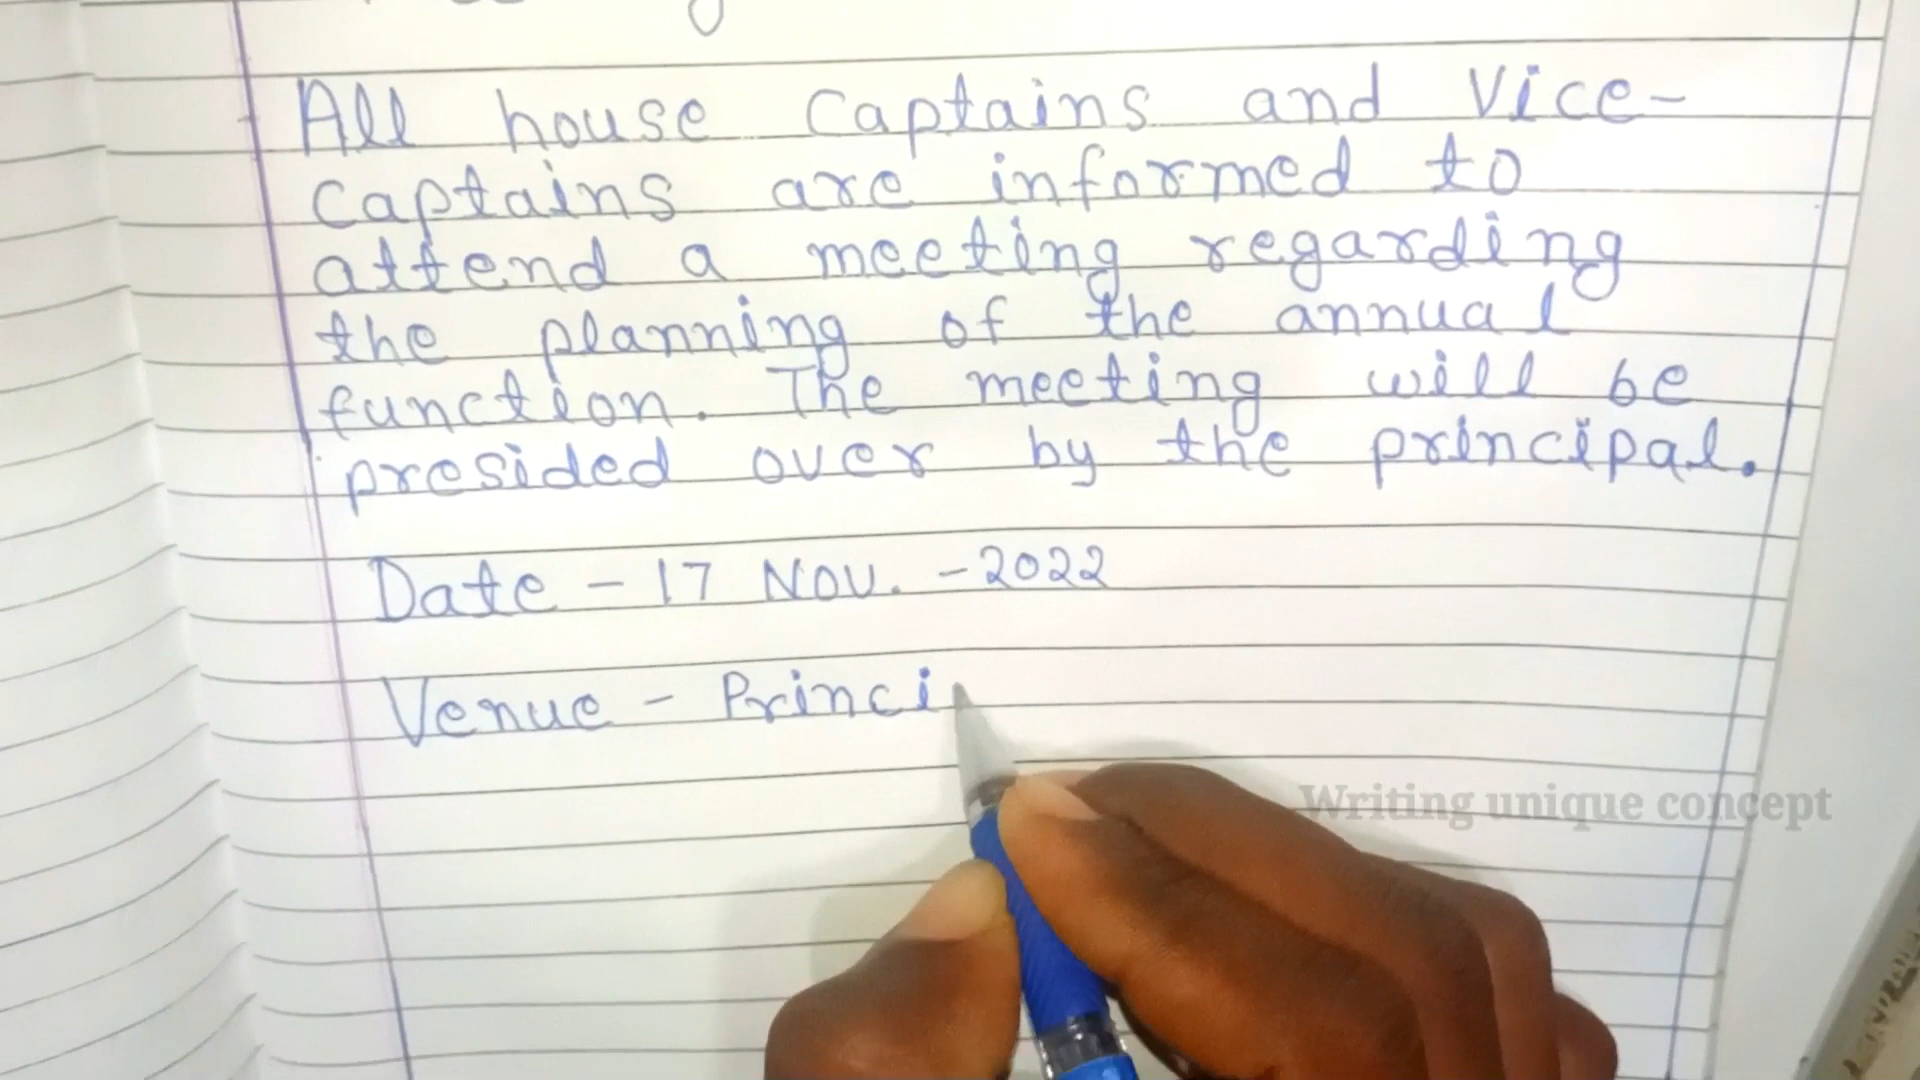 All house Captains and Vice-
Captains are informed to
attend a meeting regarding
the planning of the annual
function. The meeting will be
presided over by the principal.
Date - 17 Nov. -2022
Venue - Princi
Writing unique concept